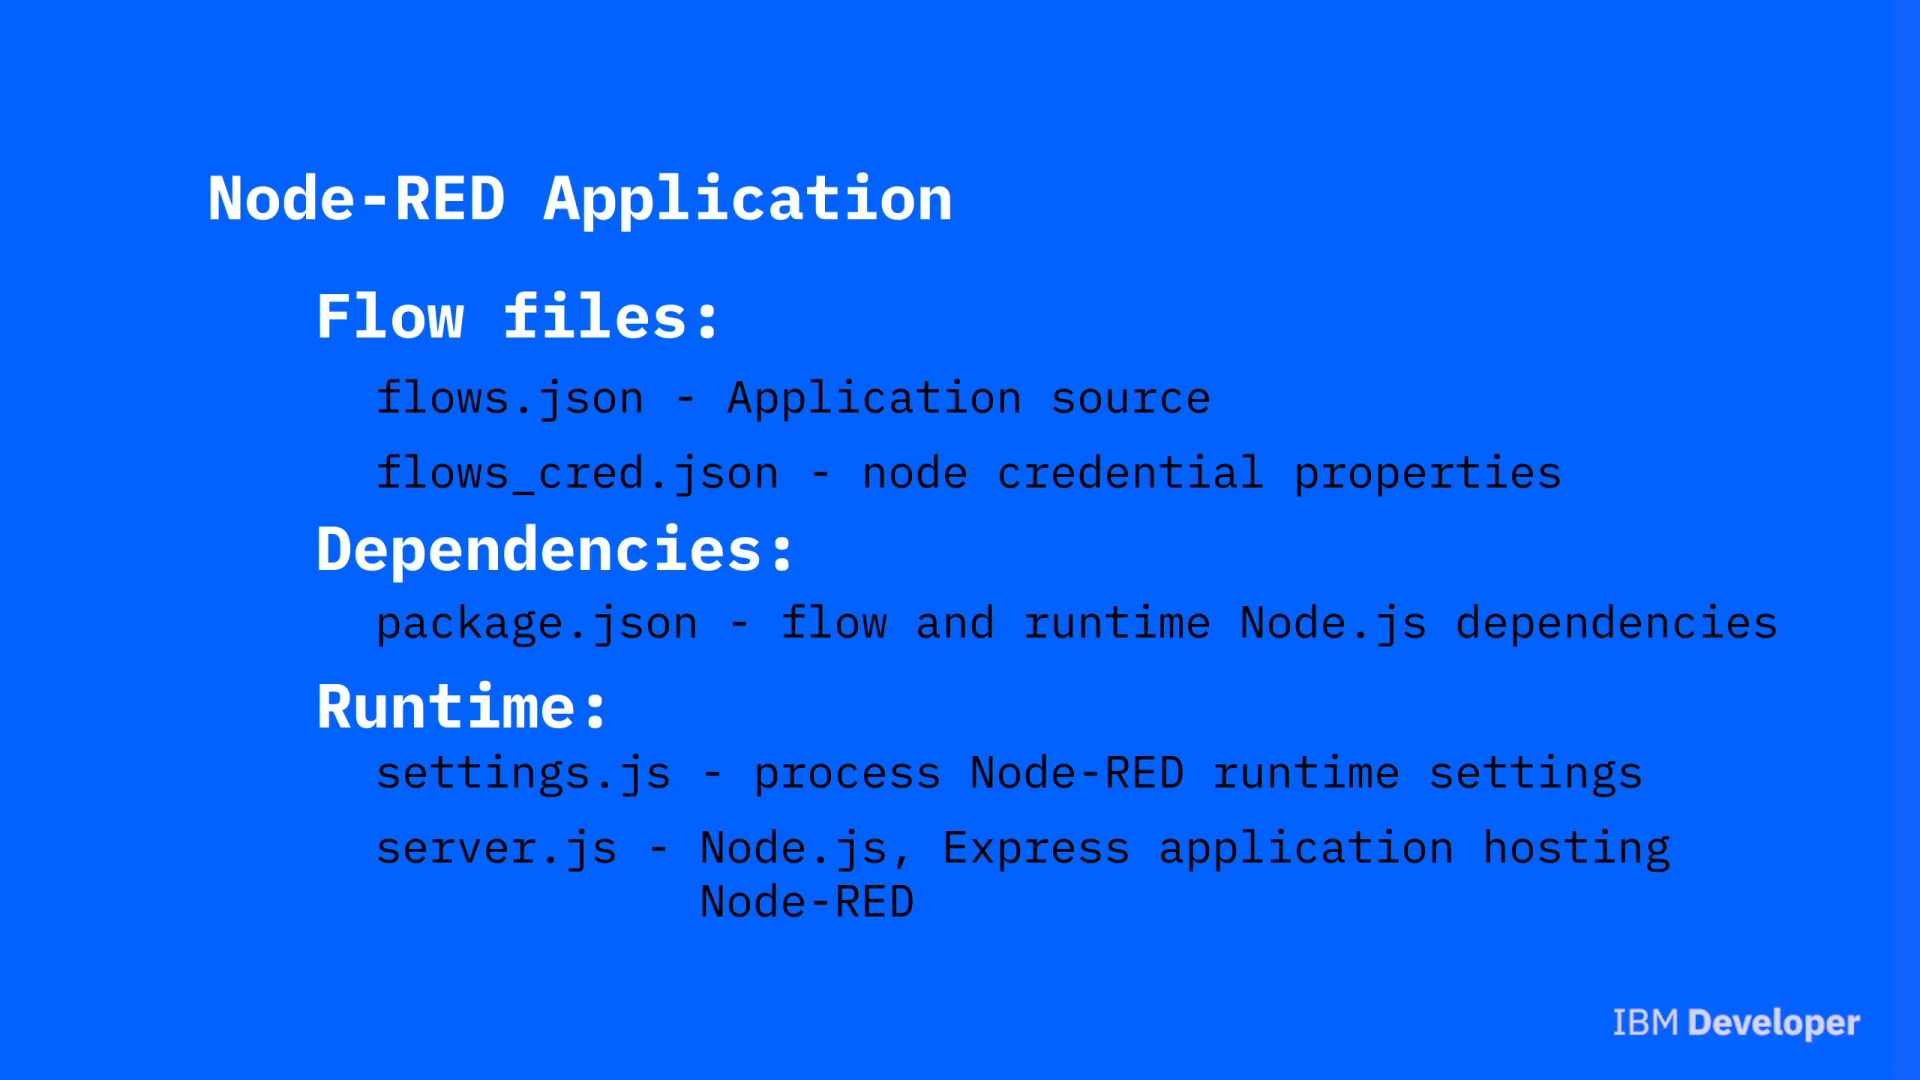 Node-RED Application
Flow files:
flows.json - Application source
flows_cred.json - node credential properties
Dependencies:
package.json - flow and runtime Node.js dependencies
Runtime:
settings.js - process Node-RED runtime settings
server.js - Node.js, Express application hosting
Node-RED
IBM Developer